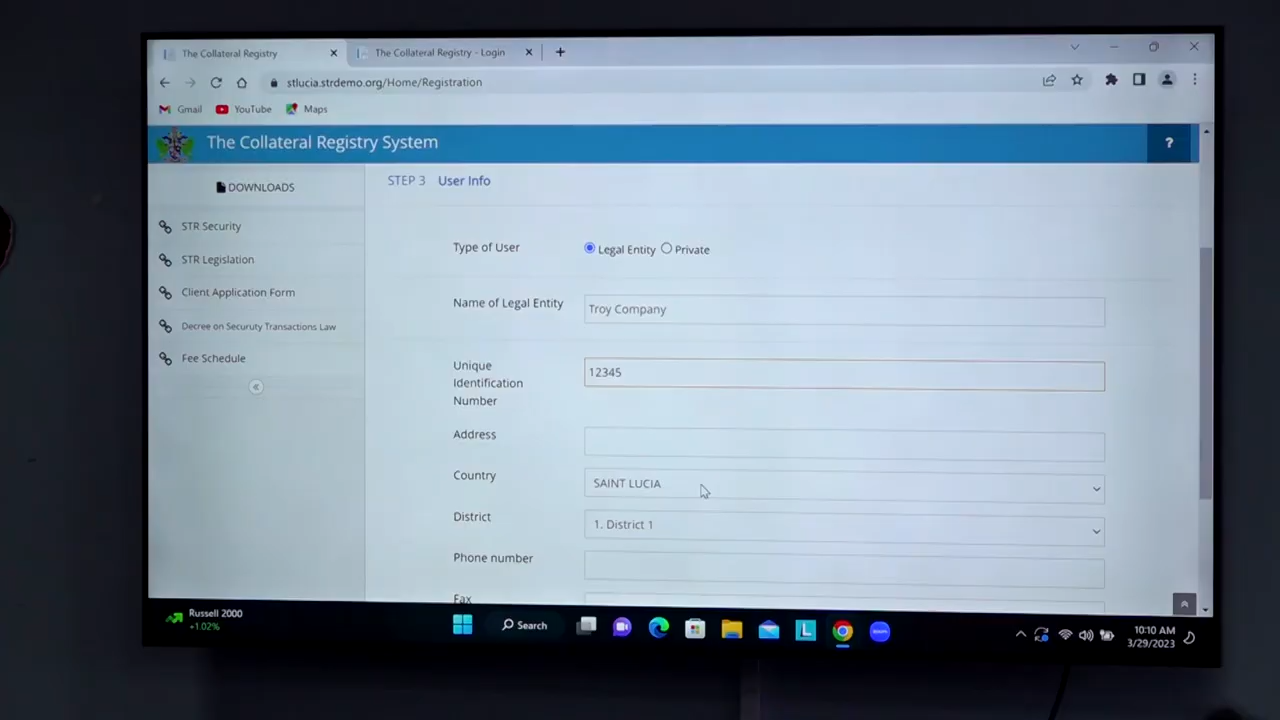 The Collateral Registry
The Collateral Registry - Login
stlucia.strdemo.org/Home/Registration
Gmail
YouTube
Maps
The Collateral Registry System
?
DOWNLOADS
STR Security
STR Legislation
Client Application Form
Decree on Securuty Transactions Law
Fee Schedule
STEP 3 User Info
Type of User
Legal Entity
Private
Name of Legal Entity
Troy Company
Unique
Identification
Number
12345
Address
Country
SAINT LUCIA
District
1. District 1
Phone number
Fax
Russell 2000
+1.02%
Search
L
zoom
10:10 AM
3/29/2023